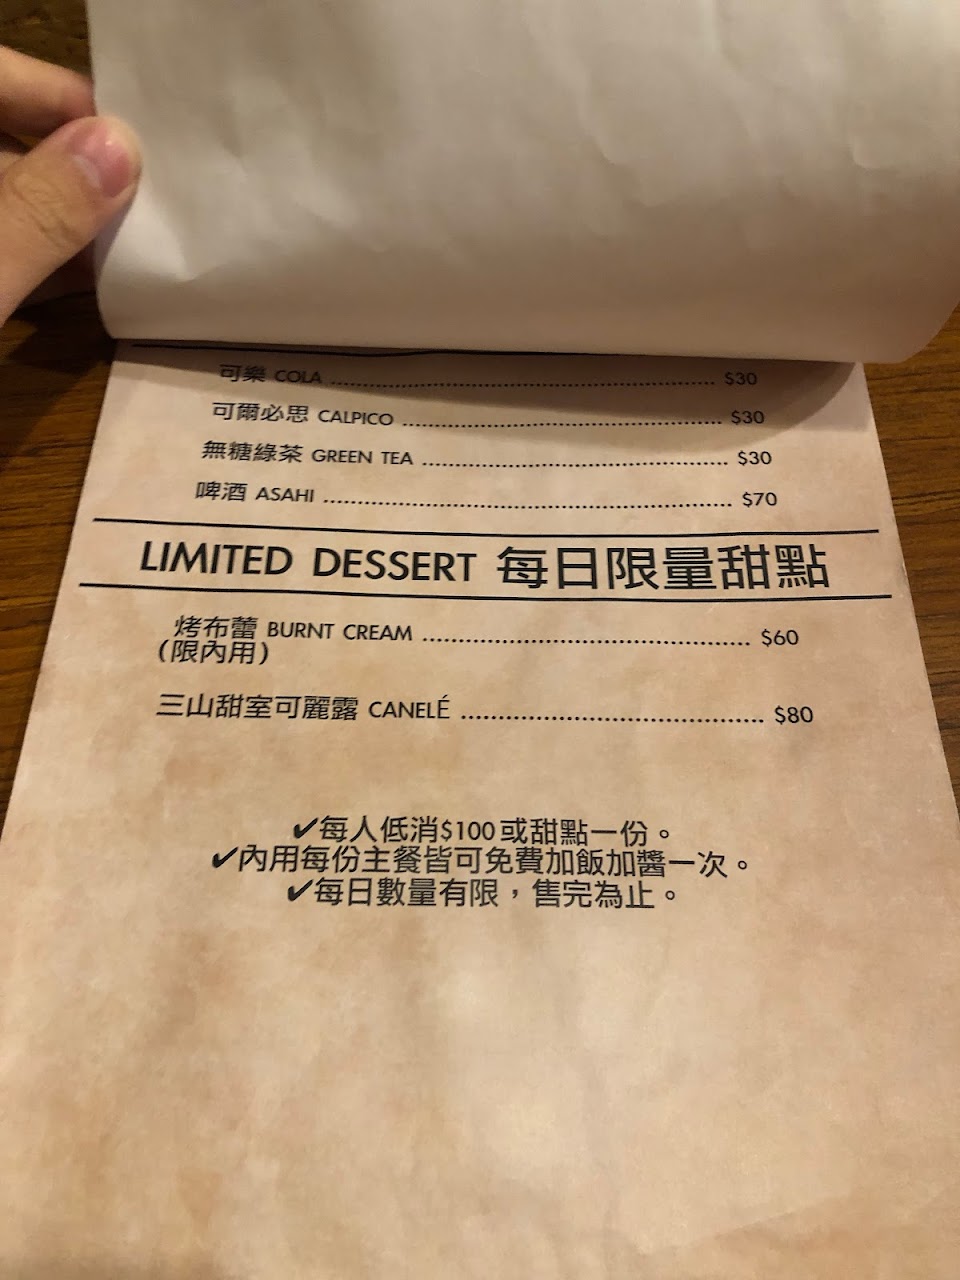 可樂 COLA ........................................................ $30
可爾必思 CALPICO .............................................. $30
無糖綠茶 GREEN TEA ............................................ $30
啤酒 ASAHI ........................................................ $70
LIMITED DESSERT 每日限量甜點
烤布蕾 BURNT CREAM .............................................. $60
(限內用)
三山甜室可麗露 CANELÉ .......................................... $80
✔每人低消$100或甜點一份。
✔內用每份主餐皆可免費加飯加醬一次。
✔每日數量有限，售完為止。